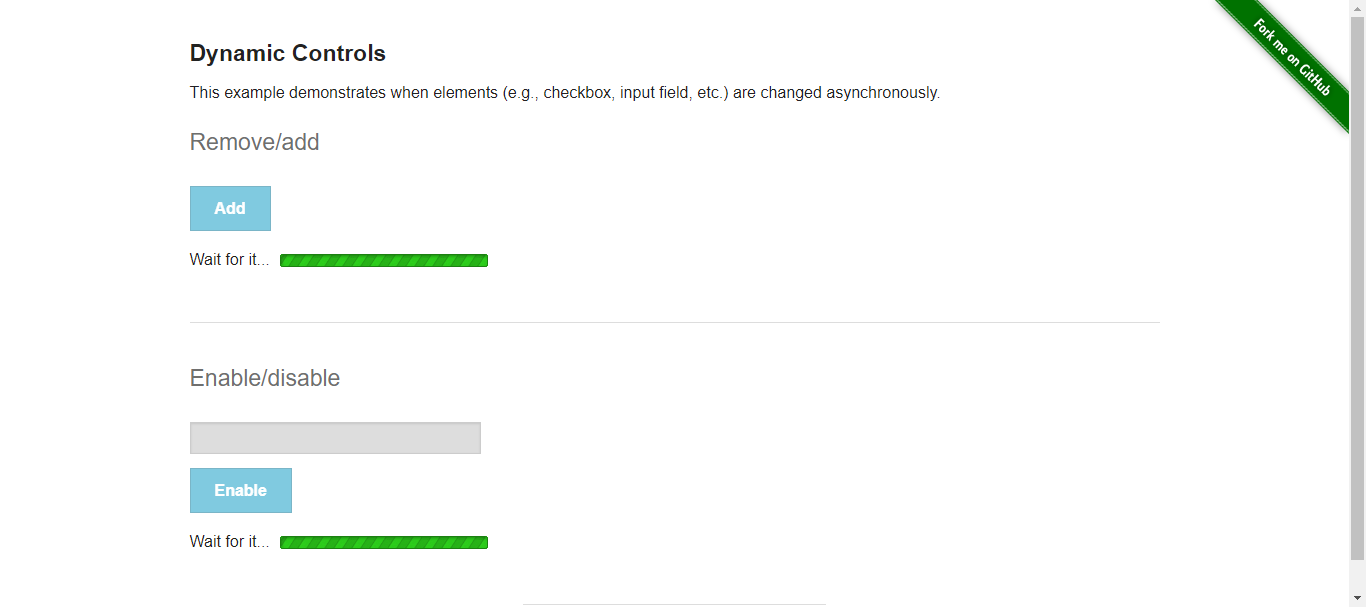 Fork me on GitHub
Dynamic Controls
This example demonstrates when elements (e.g., checkbox, input field, etc.) are changed asynchronously.
Remove/add
Add
Wait for it...
Enable/disable
Enable
Wait for it...